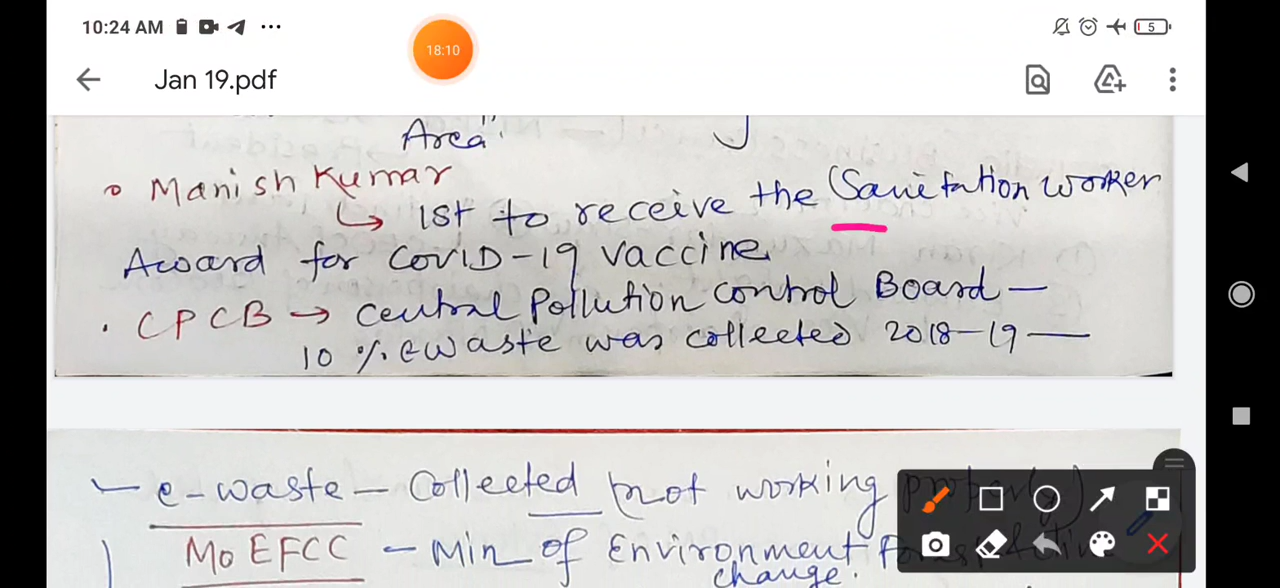 10:24 AM
18:10
5
Jan 19.pdf
Area".
Manish Kumar
1st to receive the (Sanitation worker
Award for COVID-19 vaccine
CPCB → Central Pollution control Board —
10 % e waste was collected 2018-19 —
e-waste - Collected (not working
MoEFCC - Min of Environment
change.